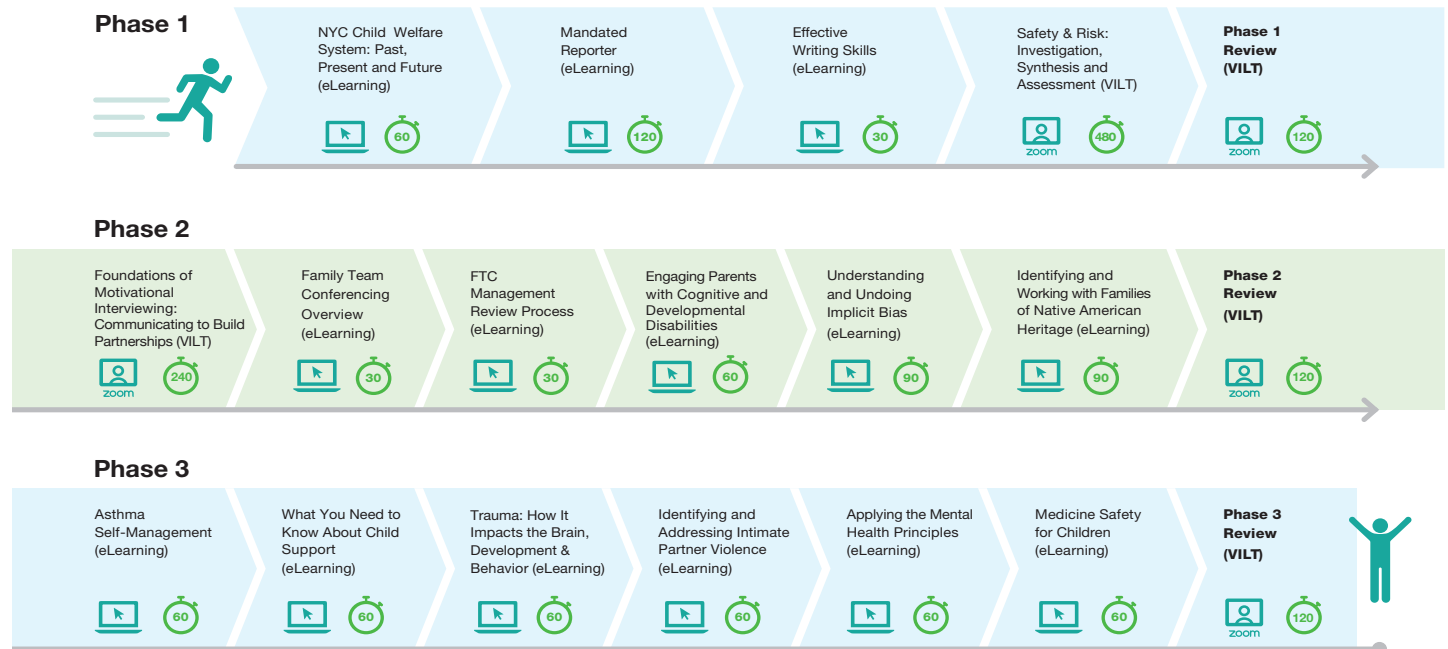 Phase 1
NYC Child Welfare
System: Past,
Present and Future
(eLearning)
60
Mandated
Reporter
(eLearning)
120
Effective
Writing Skills
(eLearning)
30
Safety & Risk:
Investigation,
Synthesis and
Assessment (VILT)
zoom
480
Phase 1
Review
(VILT)
zoom
120
Phase 2
Foundations of
Motivational
Interviewing:
Communicating to Build
Partnerships (VILT)
zoom
240
Family Team
Conferencing
Overview
(eLearning)
30
FTC
Management
Review Process
(eLearning)
30
Engaging Parents
with Cognitive and
Developmental
Disabilities
(eLearning)
60
Understanding
and Undoing
Implicit Bias
(eLearning)
90
Identifying and
Working with Families
of Native American
Heritage (eLearning)
90
Phase 2
Review
(VILT)
zoom
120
Phase 3
Asthma
Self-Management
(eLearning)
60
What You Need to
Know About Child
Support
(eLearning)
60
Trauma: How It
Impacts the Brain,
Development &
Behavior (eLearning)
60
Identifying and
Addressing Intimate
Partner Violence
(eLearning)
60
Applying the Mental
Health Principles
(eLearning)
60
Medicine Safety
for Children
(eLearning)
60
Phase 3
Review
(VILT)
zoom
120